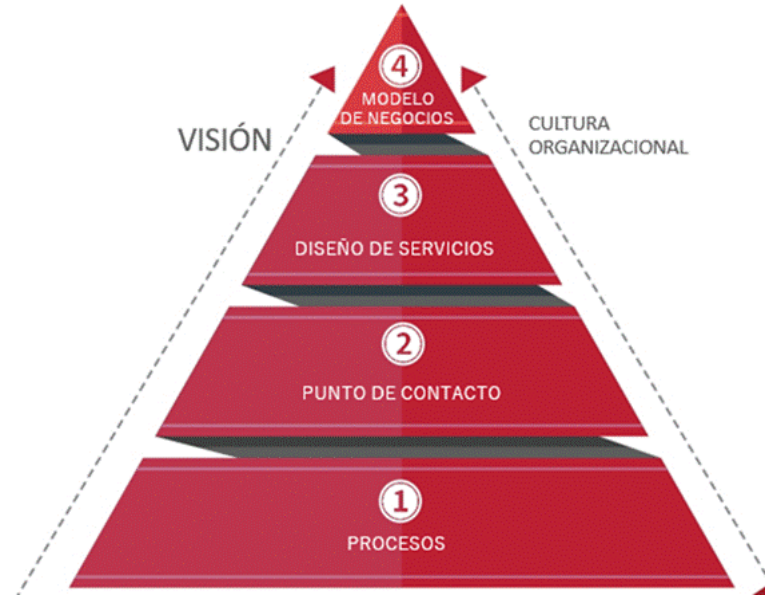 4
MODELO
DE NEGOCIOS
VISIÓN
CULTURA
ORGANIZACIONAL
3
DISEÑO DE SERVICIOS
2
PUNTO DE CONTACTO
1
PROCESOS